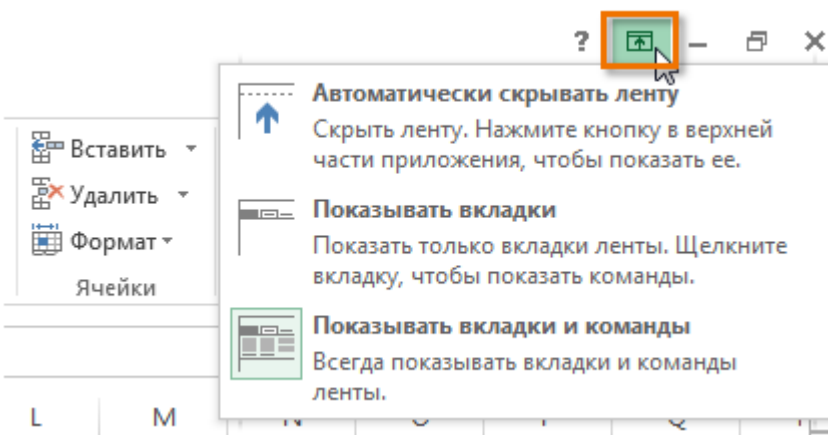 ?
Автоматически скрывать ленту
Скрыть ленту. Нажмите кнопку в верхней
части приложения, чтобы показать ее.
Вставить
Удалить
Формат
Ячейки
Показывать вкладки
Показать только вкладки ленты. Щелкните
вкладку, чтобы показать команды.
Показывать вкладки и команды
Всегда показывать вкладки и команды
ленты.
L M